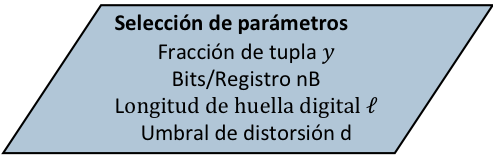 Selección de parámetros
Fracción de tupla y
Bits/Registro nB
Longitud de huella digital ℓ
Umbral de distorsión d